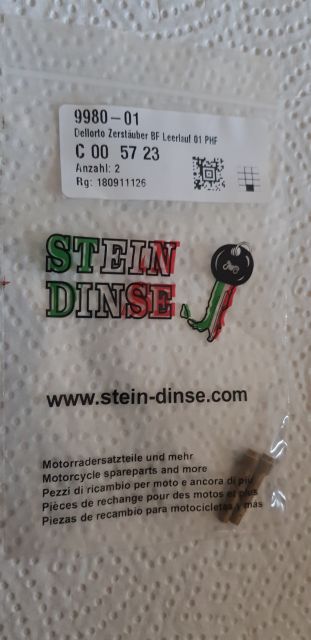 9980-01
Dellorto Zerstäuber BF Leerlauf 01 PHF
C 00 57 23
Anzahl: 2
Rg: 180911126
STEIN
DINSE
www.stein-dinse.com
Motorradersatzteile und mehr
Motorcycle spareparts and more
Pezzi di ricambio per moto e ancora di più
Pièces de rechange pour des motos et plus
Piezas de recambio para motocicletas y más